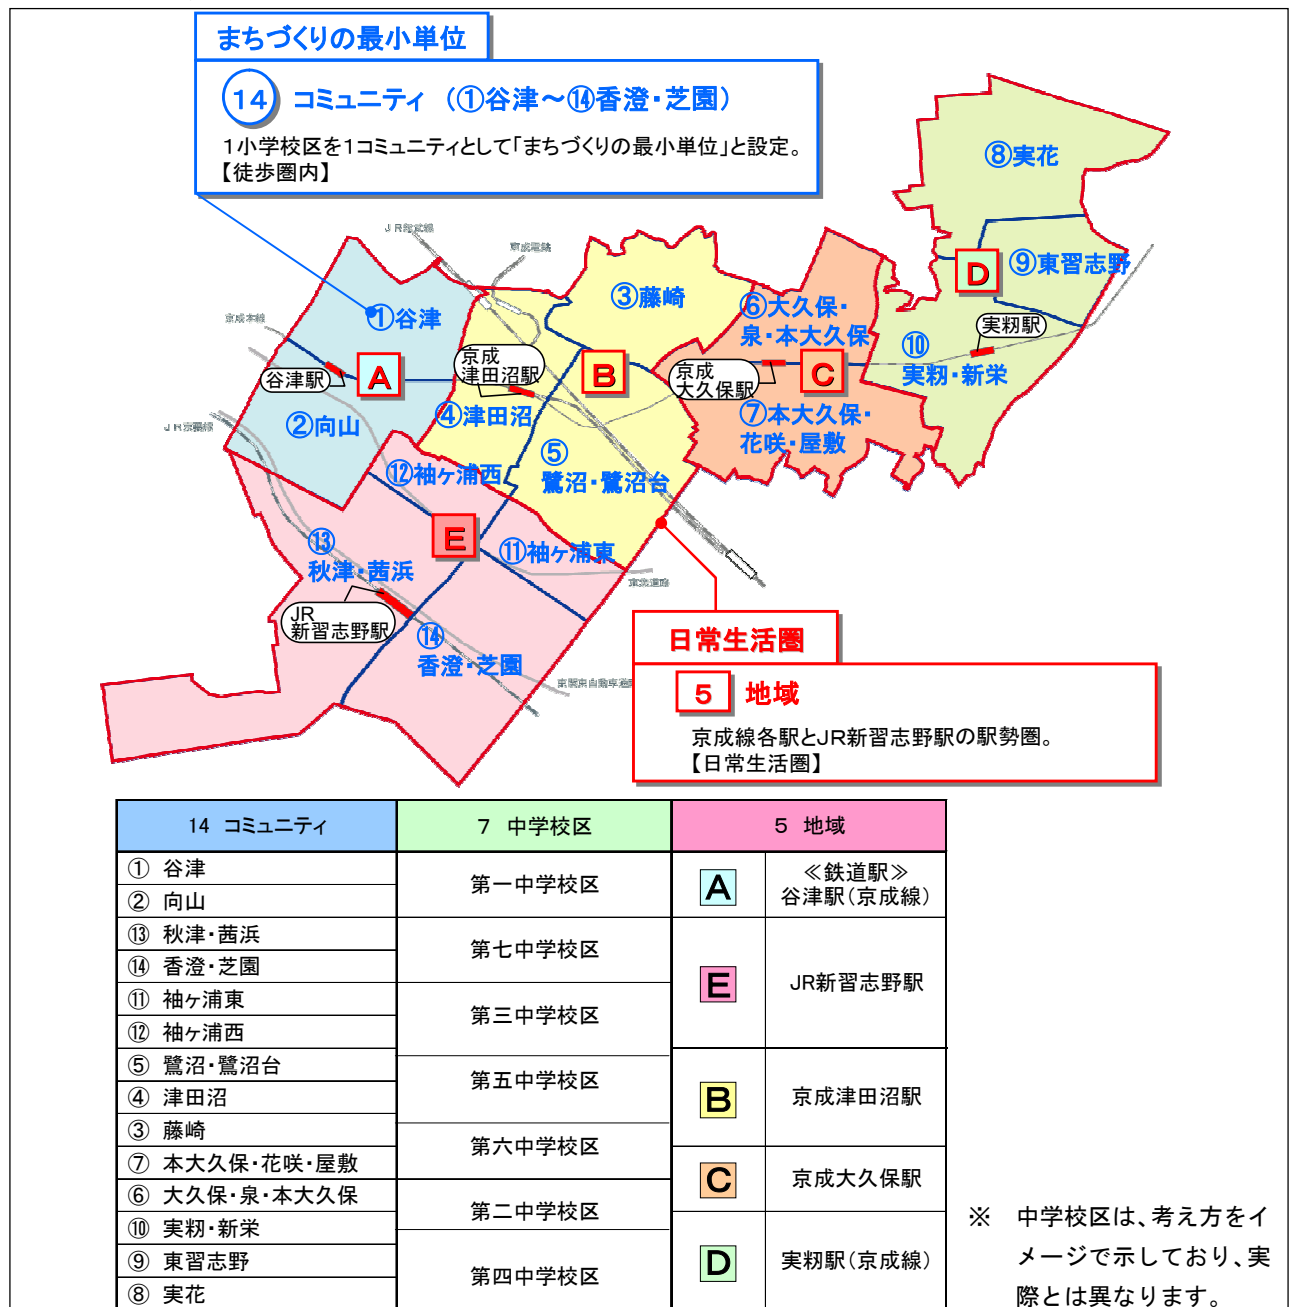 まちづくりの最小単位
14 コミュニティ (①谷津～⑭香澄・芝園)
1小学校区を1コミュニティとして「まちづくりの最小単位」と設定。
【徒歩圏内】
⑧実花
D
⑨東習志野
実籾駅
⑩
実籾・新栄
JR総武線
京成電鉄
③藤崎
⑥大久保・
泉・本大久保
①谷津
京成本線
谷津駅
A
京成
津田沼駅
B
京成
大久保駅
C
④津田沼
②向山
JR京葉線
⑦本大久保・
花咲・屋敷
⑤
鷺沼・鷺沼台
⑫袖ヶ浦西
E
⑪袖ヶ浦東
⑬
秋津・茜浜
JR
新習志野駅
⑭
香澄・芝園
日常生活圏
5 地域
京成線各駅とJR新習志野駅の駅勢圏。
【日常生活圏】
14 コミュニティ
7 中学校区
5 地域
① 谷津
② 向山
⑬ 秋津・茜浜
⑭ 香澄・芝園
⑪ 袖ヶ浦東
⑫ 袖ヶ浦西
⑤ 鷺沼・鷺沼台
④ 津田沼
③ 藤崎
⑦ 本大久保・花咲・屋敷
⑥ 大久保・泉・本大久保
⑩ 実籾・新栄
⑨ 東習志野
⑧ 実花
第一中学校区
第七中学校区
第三中学校区
第五中学校区
第六中学校区
第二中学校区
第四中学校区
A
≪鉄道駅≫
谷津駅(京成線)
E
JR新習志野駅
B
京成津田沼駅
C
京成大久保駅
D
実籾駅(京成線)
※ 中学校区は、考え方をイ
メージで示しており、実
際とは異なります。